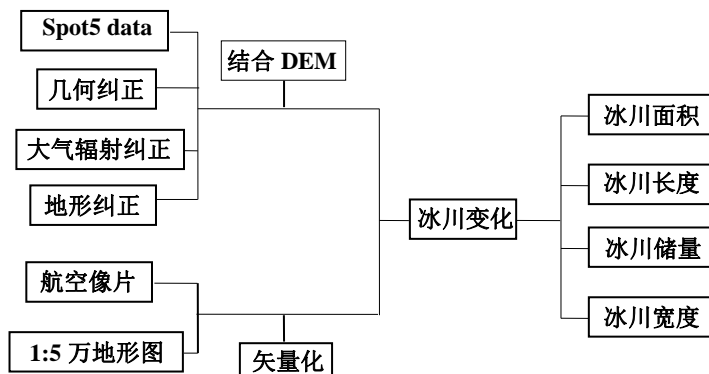 Spot5 data
几何纠正
大气辐射纠正
地形纠正
航空像片
1:5 万地形图
结合 DEM
矢量化
冰川变化
冰川面积
冰川长度
冰川储量
冰川宽度